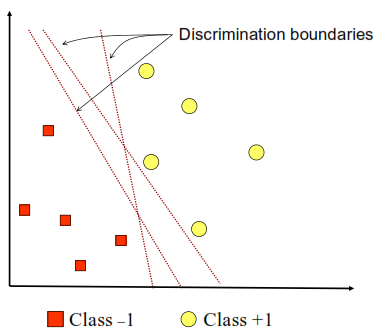 Discrimination boundaries
Class −1
Class +1